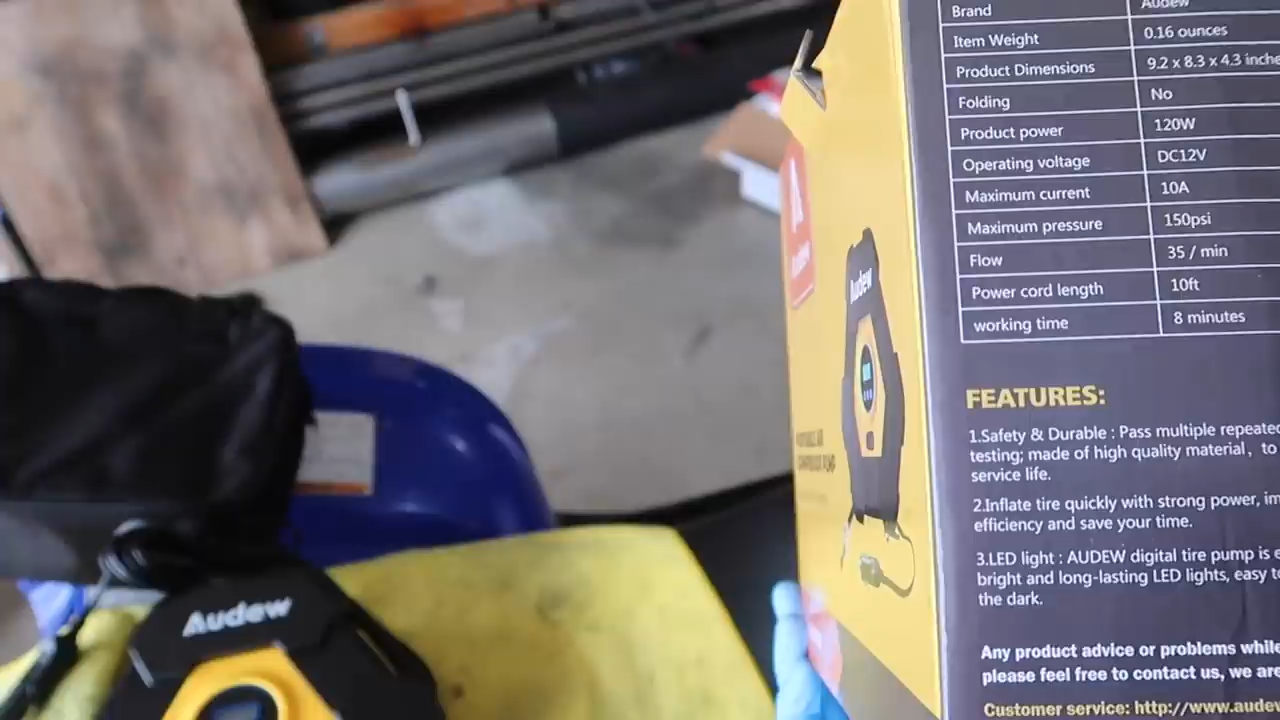 Brand Audew
Item Weight 0.16 ounces
Product Dimensions 9.2 x 8.3 x 4.3 inche
Folding No
Product power 120W
Operating voltage DC12V
Maximum current 10A
Maximum pressure 150psi
Flow 35 / min
Power cord length 10ft
working time 8 minutes
FEATURES:
1.Safety & Durable : Pass multiple repeated
testing; made of high quality material, to
service life.
2.Inflate tire quickly with strong power, im
efficiency and save your time.
3.LED light : AUDEW digital tire pump is e
bright and long-lasting LED lights, easy to
the dark.
Any product advice or problems while
please feel free to contact us, we are
Customer service: http://www.audew
A
Audew
Audew
Audew